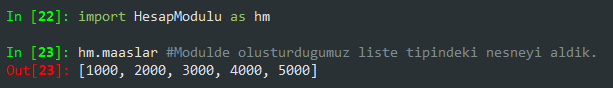 In [22]: import HesapModulu as hm
In [23]: hm.maaslar #Modulde olusturdugumuz liste tipindeki nesneyi aldik.
Out[23]: [1000, 2000, 3000, 4000, 5000]